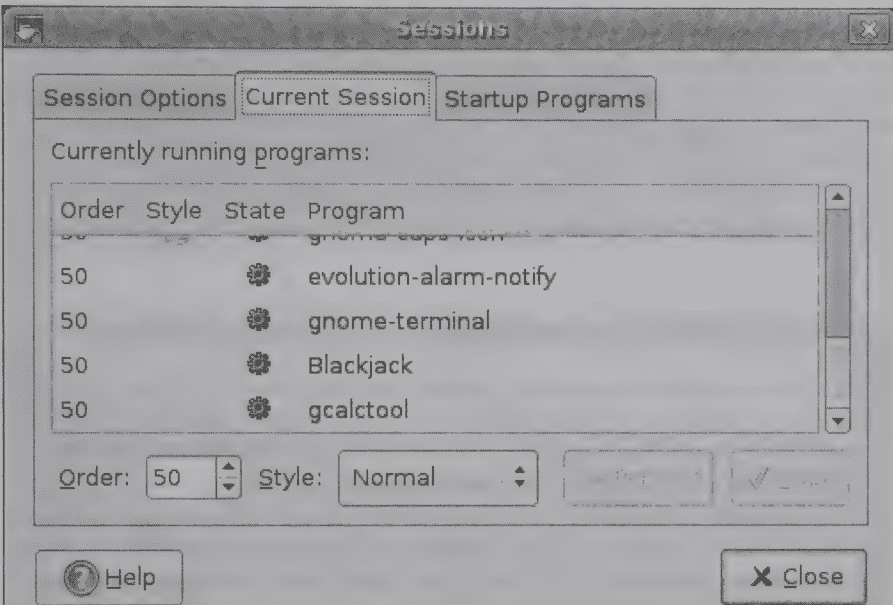 Sessions
Session Options Current Session Startup Programs
Currently running programs:
Order Style State Program
50 evolution-alarm-notify
50 gnome-terminal
50 Blackjack
50 gcalctool
Order: 50 Style: Normal
Help Close